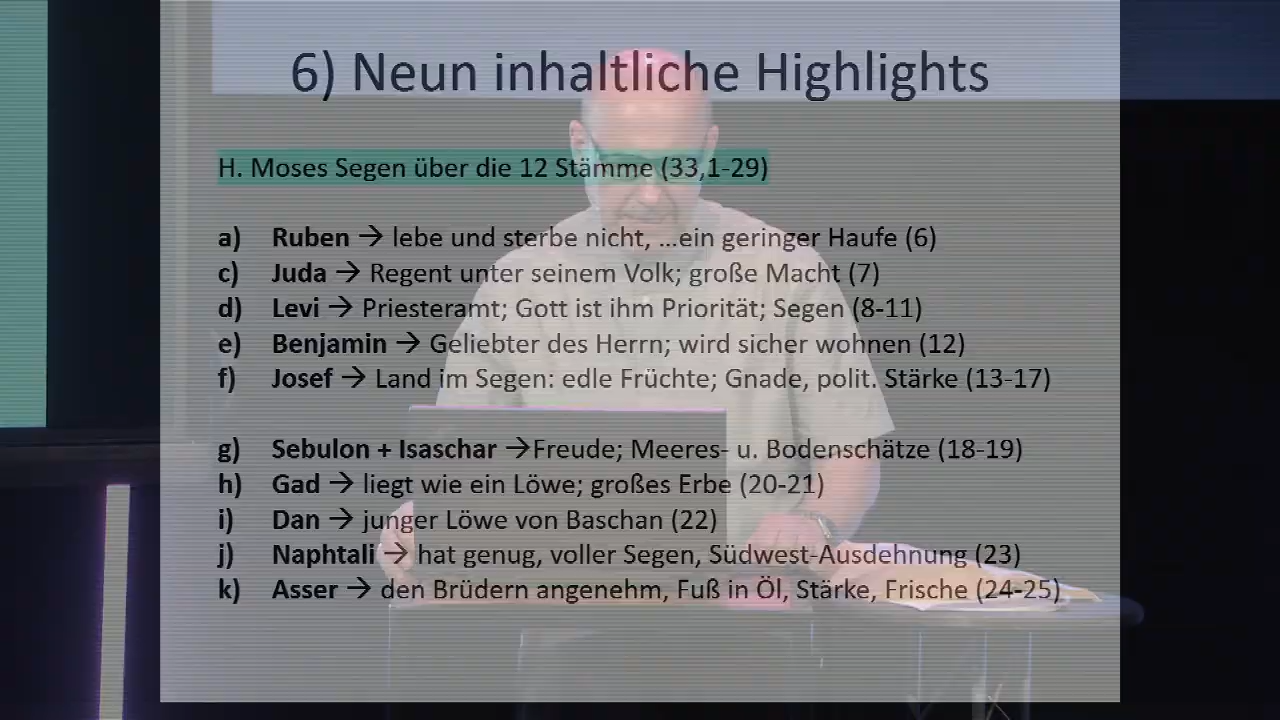 6) Neun inhaltliche Highlights
H. Moses Segen über die 12 Stämme (33,1-29)
a) Ruben → lebe und sterbe nicht, ...ein geringer Haufe (6)
c) Juda → Regent unter seinem Volk; große Macht (7)
d) Levi → Priesteramt; Gott ist ihm Priorität; Segen (8-11)
e) Benjamin → Geliebter des Herrn; wird sicher wohnen (12)
f) Josef → Land im Segen: edle Früchte; Gnade, polit. Stärke (13-17)
g) Sebulon + Isaschar →Freude; Meeres- u. Bodenschätze (18-19)
h) Gad → liegt wie ein Löwe; großes Erbe (20-21)
i) Dan → junger Löwe von Baschan (22)
j) Naphtali → hat genug, voller Segen, Südwest-Ausdehnung (23)
k) Asser → den Brüdern angenehm, Fuß in Öl, Stärke, Frische (24-25)